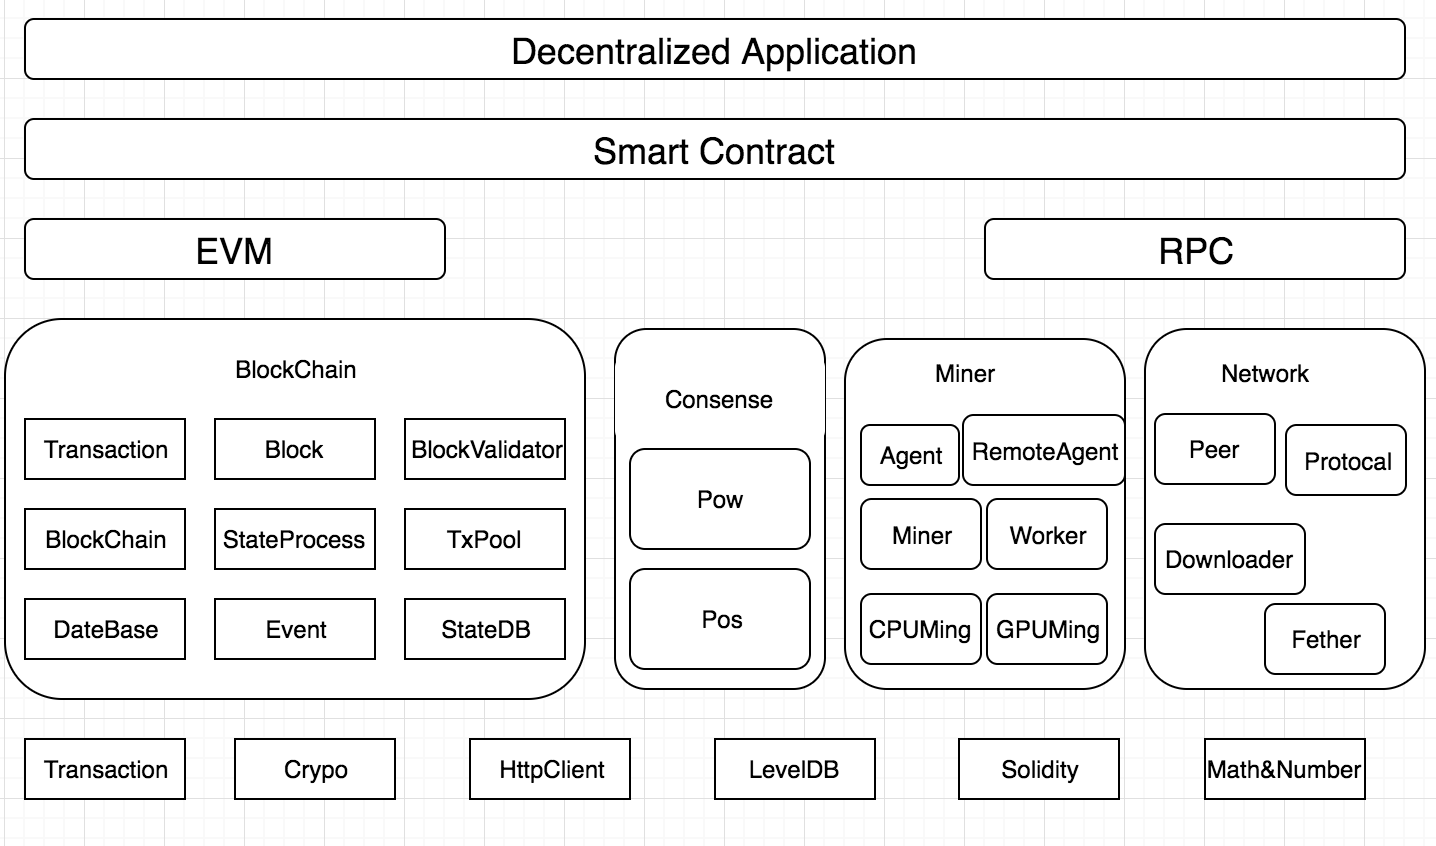 Decentralized Application
Smart Contract
EVM
RPC
BlockChain
Transaction
Block
BlockValidator
BlockChain
StateProcess
TxPool
DateBase
Event
StateDB
Consense
Pow
Pos
Miner
Agent
RemoteAgent
Miner
Worker
CPUMing
GPUMing
Network
Peer
Protocal
Downloader
Fether
Transaction
Crypo
HttpClient
LevelDB
Solidity
Math&Number